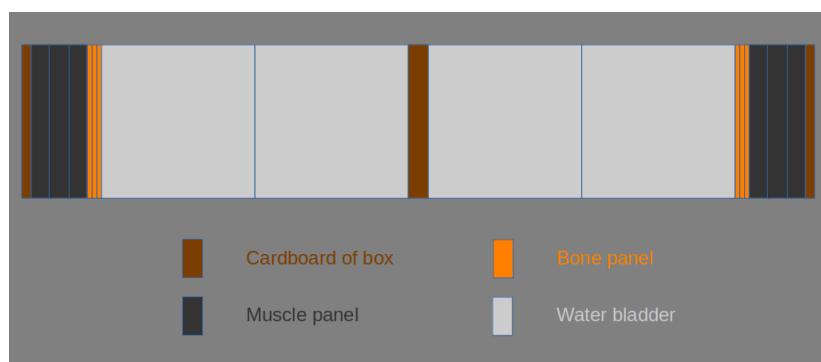 Cardboard of box
Bone panel
Muscle panel
Water bladder